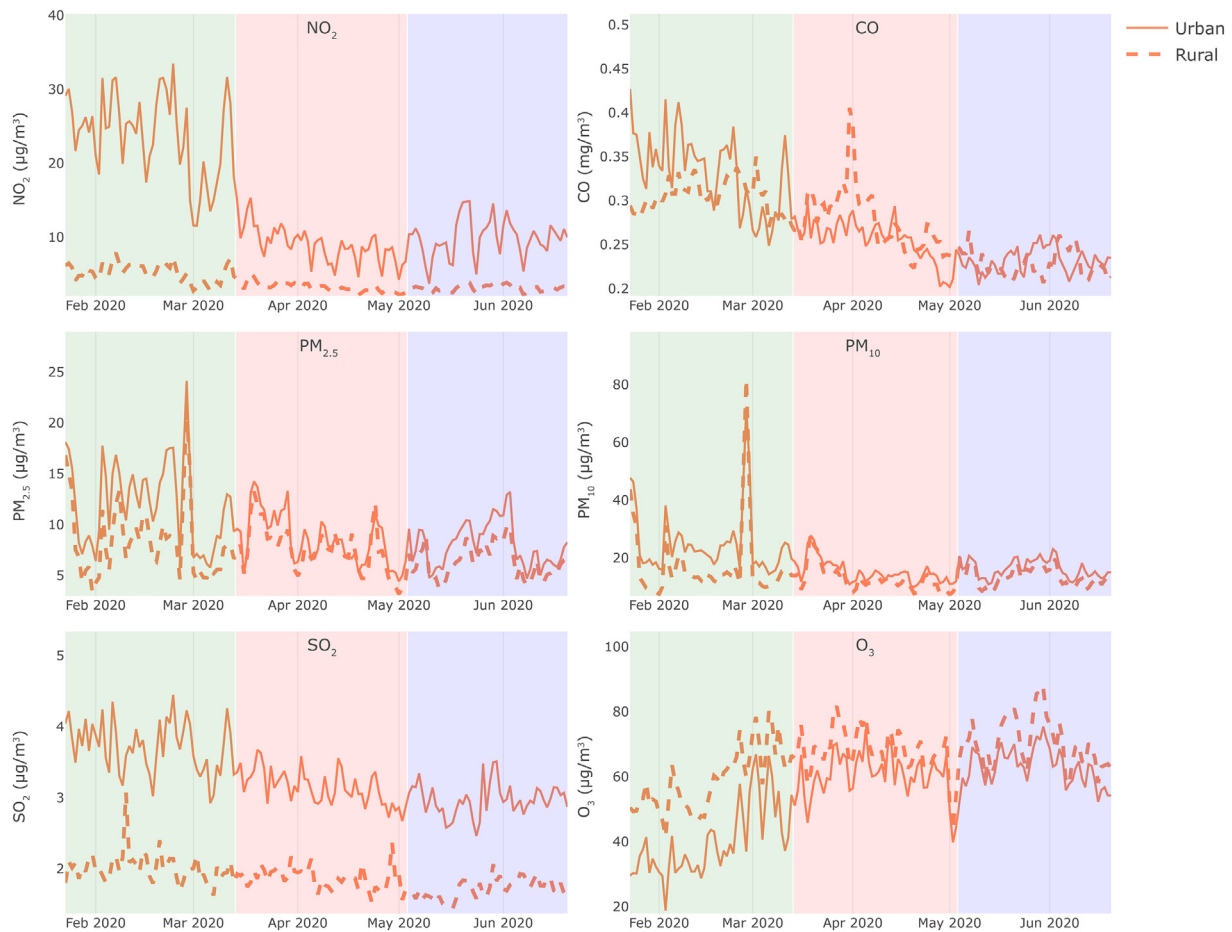 NO₂
NO₂ (μg/m³)
40
30
20
10
Feb 2020
Mar 2020
Apr 2020
May 2020
Jun 2020
CO
CO (mg/m³)
0.5
0.45
0.4
0.35
0.3
0.25
0.2
Feb 2020
Mar 2020
Apr 2020
May 2020
Jun 2020
Urban
Rural
PM₂.₅
PM₂.₅ (μg/m³)
25
20
15
10
5
Feb 2020
Mar 2020
Apr 2020
May 2020
Jun 2020
PM₁₀
PM₁₀ (μg/m³)
80
60
40
20
Feb 2020
Mar 2020
Apr 2020
May 2020
Jun 2020
SO₂
SO₂ (μg/m³)
5
4
3
2
Feb 2020
Mar 2020
Apr 2020
May 2020
Jun 2020
O₃
O₃ (μg/m³)
100
80
60
40
20
Feb 2020
Mar 2020
Apr 2020
May 2020
Jun 2020